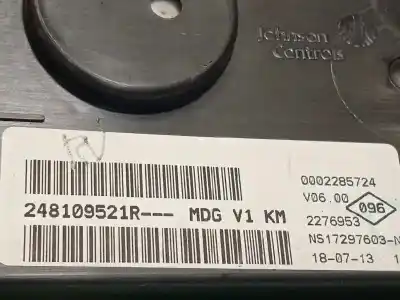 Johnson
Controls
0002285724
V06.00
096
248109521R--- MDG V1 KM
2276953
NS17297603-N
18-07-13